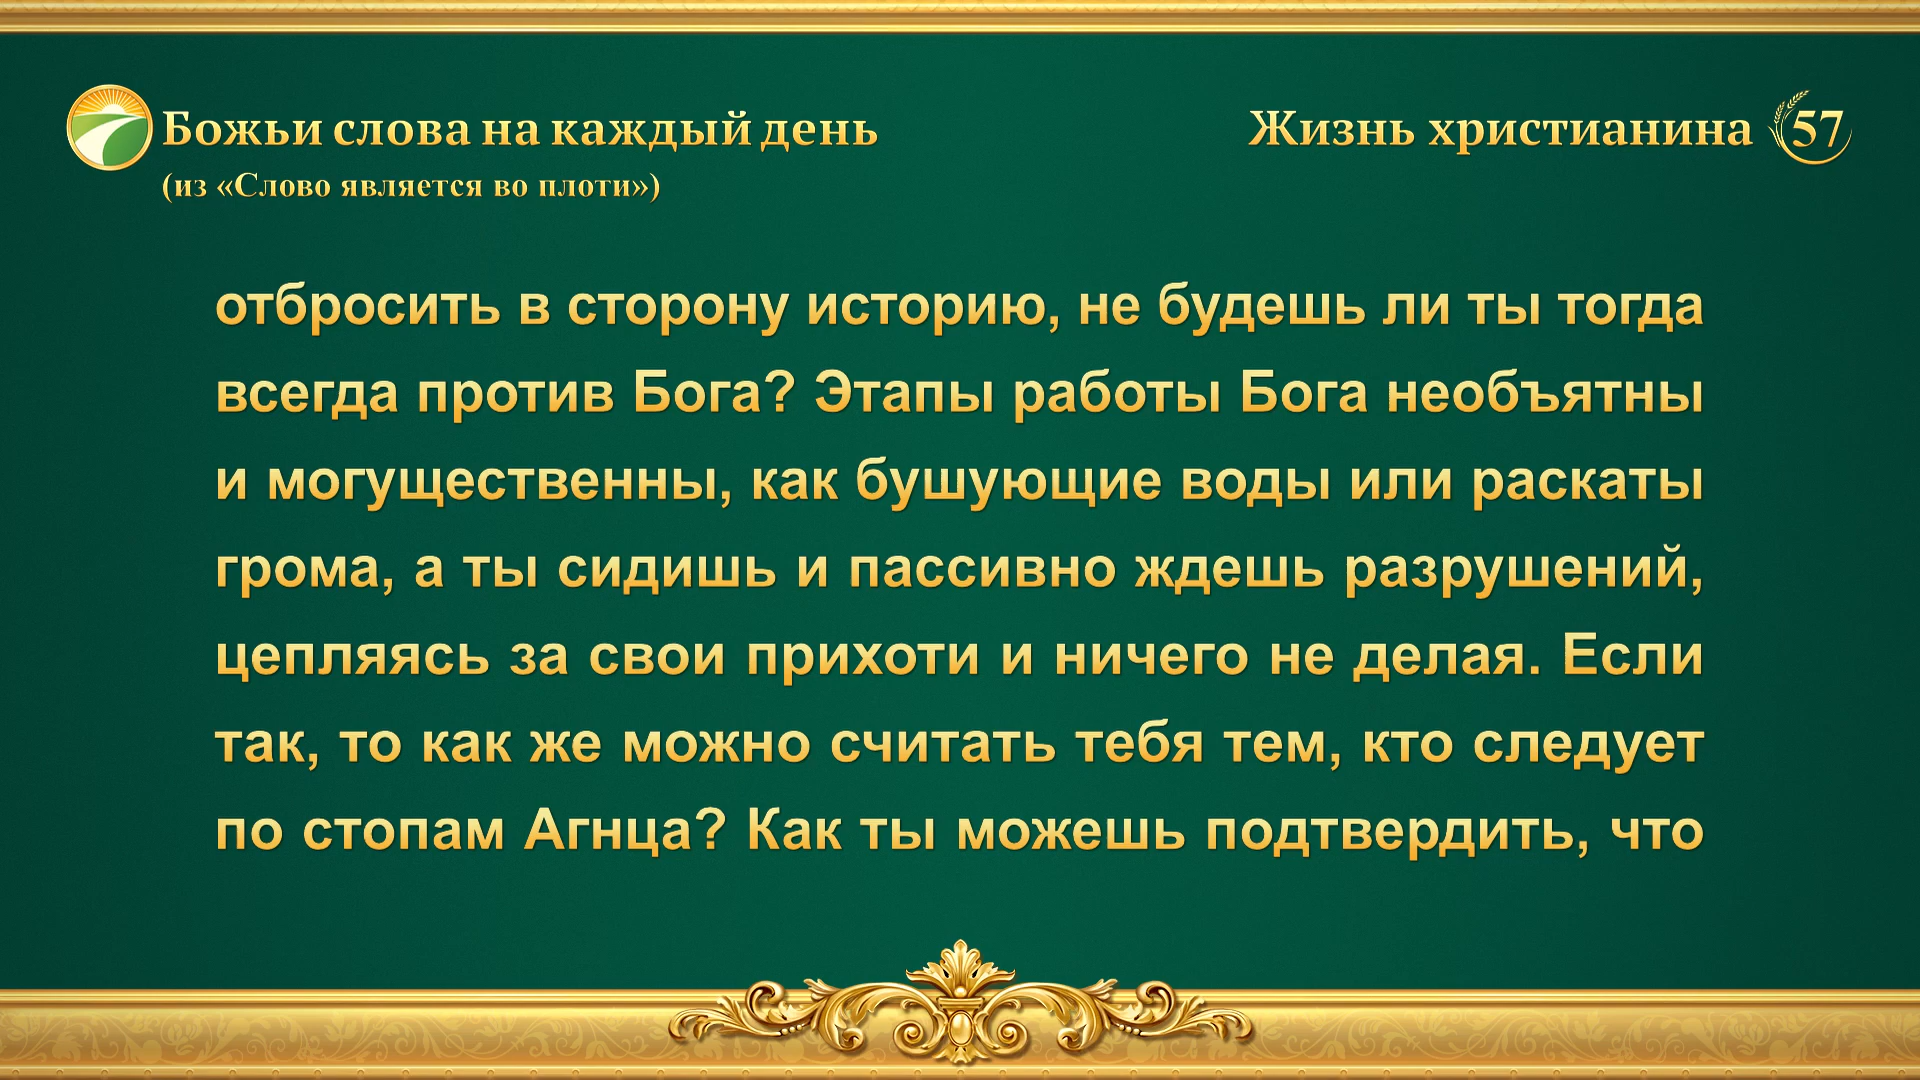 Божьи слова на каждый день
(из «Слово является во плоти»)
Жизнь христианина 57
отбросить в сторону историю, не будешь ли ты тогда
всегда против Бога? Этапы работы Бога необъятны
и могущественны, как бушующие воды или раскаты
грома, а ты сидишь и пассивно ждешь разрушений,
цепляясь за свои прихоти и ничего не делая. Если
так, то как же можно считать тебя тем, кто следует
по стопам Агнца? Как ты можешь подтвердить, что